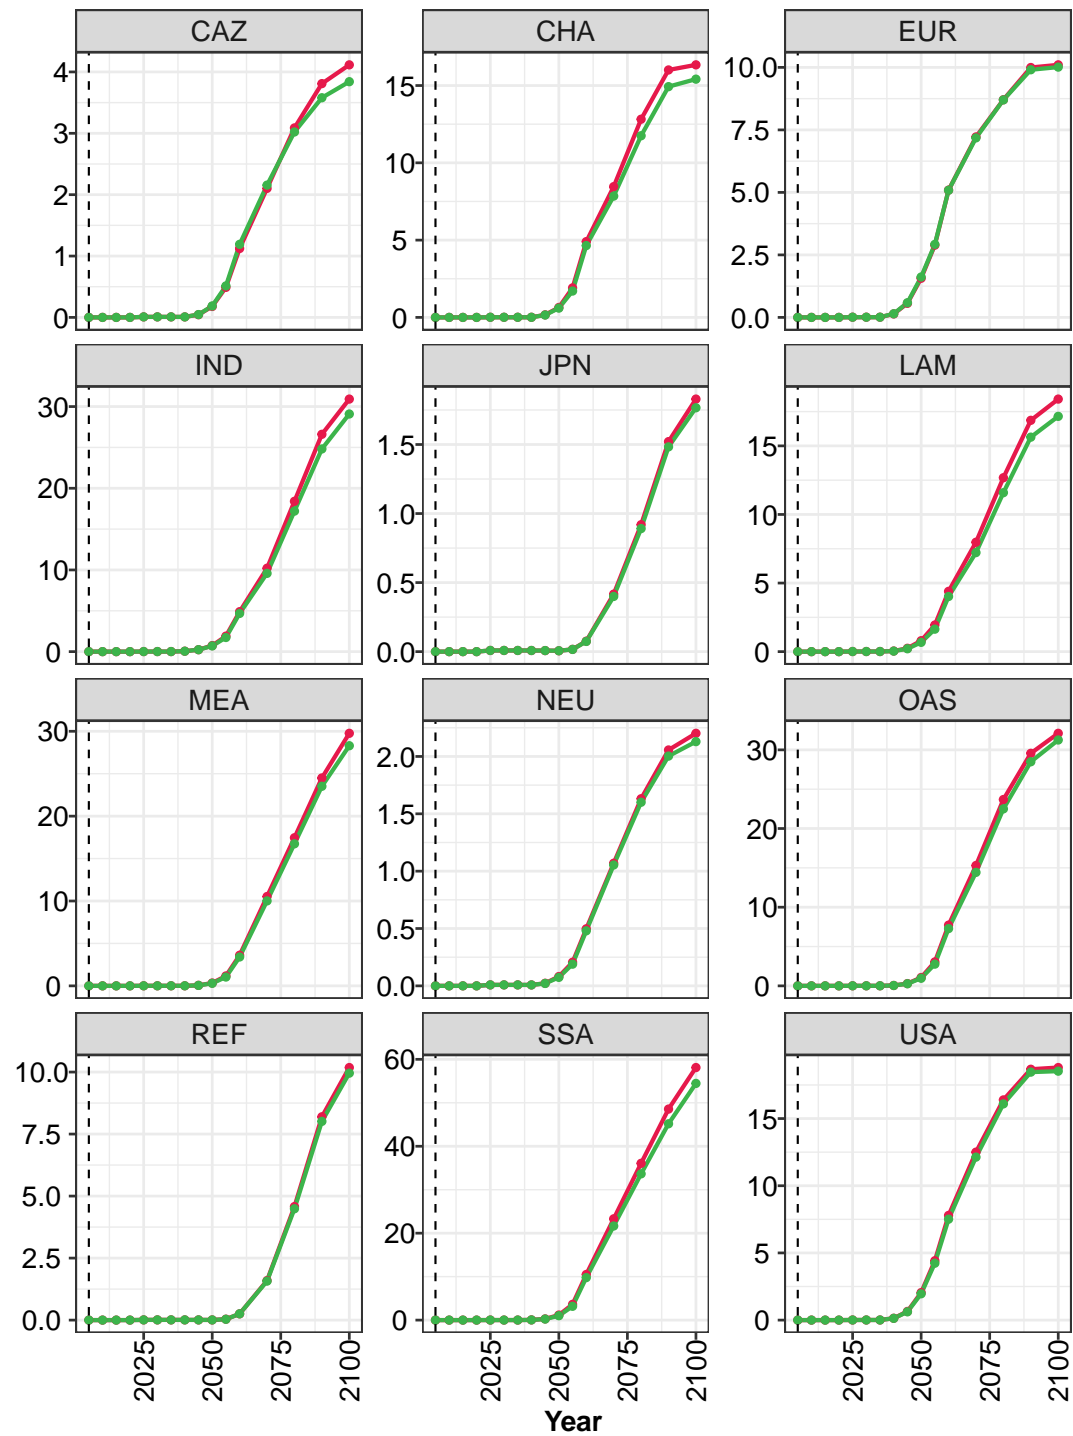 CAZ CHA EUR
4 15 10.0
3 10 7.5
2 5 5.0
1 0 2.5
0 0.0
IND JPN LAM
30 1.5 15
20 1.0 10
10 0.5 5
0 0.0 0
MEA NEU OAS
30 2.0 30
20 1.5 20
10 1.0 10
0 0.5 0
0.0
REF SSA USA
10.0 60 15
7.5 40 10
5.0 20 5
2.5 0 0
0.0
2025 2050 2075 2100 2025 2050 2075 2100 2025 2050 2075 2100
Year